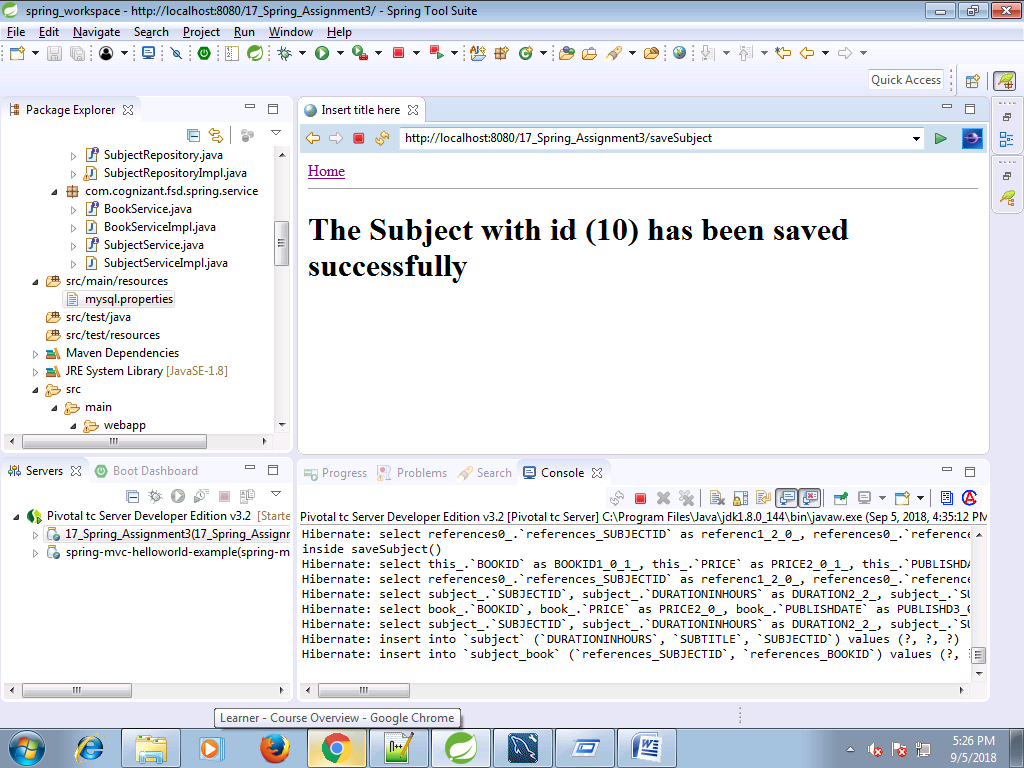 spring_workspace - http://localhost:8080/17_Spring_Assignment3/ - Spring Tool Suite
File Edit Navigate Search Project Run Window Help
Quick Access
Package Explorer
SubjectRepository.java
SubjectRepositoryImpl.java
com.cognizant.fsd.spring.service
BookService.java
BookServiceImpl.java
SubjectService.java
SubjectServiceImpl.java
src/main/resources
mysql.properties
src/test/java
src/test/resources
Maven Dependencies
JRE System Library [JavaSE-1.8]
src
main
webapp
Insert title here
http://localhost:8080/17_Spring_Assignment3/saveSubject
Home
The Subject with id (10) has been saved
successfully
Servers Boot Dashboard
Pivotal tc Server Developer Edition v3.2 [Starte
17_Spring_Assignment3(17_Spring_Assignr
spring-mvc-helloworld-example(spring-m
Progress Problems Search Console
Pivotal tc Server Developer Edition v3.2 [Pivotal tc Server] C:\Program Files\Java\jdk1.8.0_144\bin\javaw.exe (Sep 5, 2018, 4:35:12 PM
Hibernate: select references0_.`references_SUBJECTID` as referenc1_2_0_, references0_.`reference
inside saveSubject()
Hibernate: select this_.`BOOKID` as BOOKID1_0_1_, this_.`PRICE` as PRICE2_0_1_, this_.`PUBLISHDA
Hibernate: select references0_.`references_SUBJECTID` as referenc1_2_0_, references0_.`reference
Hibernate: select subject_.`SUBJECTID`, subject_.`DURATIONINHOURS` as DURATION2_2_, subject_.`SU
Hibernate: select book_.`BOOKID`, book_.`PRICE` as PRICE2_0_, book_.`PUBLISHDATE` as PUBLISHD3_0
Hibernate: select subject_.`SUBJECTID`, subject_.`DURATIONINHOURS` as DURATION2_2_, subject_.`SU
Hibernate: insert into `subject` (`DURATIONINHOURS`, `SUBTITLE`, `SUBJECTID`) values (?, ?, ?)
Hibernate: insert into `subject_book` (`references_SUBJECTID`, `references_BOOKID`) values (?, ?
Learner - Course Overview - Google Chrome
5:26 PM
9/5/2018